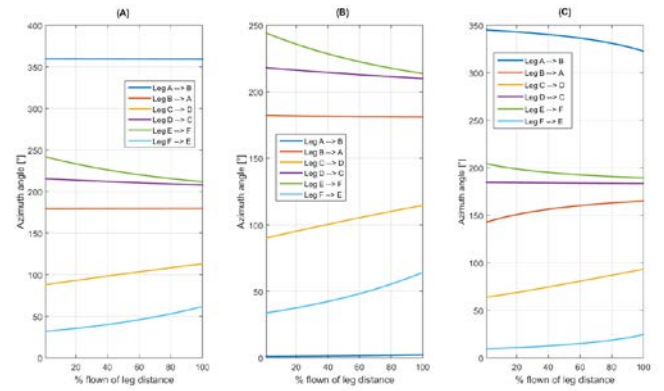 (A)
Azimuth angle [°]
400
350
300
250
200
150
100
50
0
Leg A --> B
Leg B --> A
Leg C --> D
Leg D --> C
Leg E --> F
Leg F --> E
0 20 40 60 80 100
% flown of leg distance
(B)
Azimuth angle [°]
250
200
150
100
50
0
Leg A --> B
Leg B --> A
Leg C --> D
Leg D --> C
Leg E --> F
Leg F --> E
0 20 40 60 80 100
% flown of leg distance
(C)
Azimuth angle [°]
350
300
250
200
150
100
50
0
Leg A --> B
Leg B --> A
Leg C --> D
Leg D --> C
Leg E --> F
Leg F --> E
0 20 40 60 80 100
% flown of leg distance